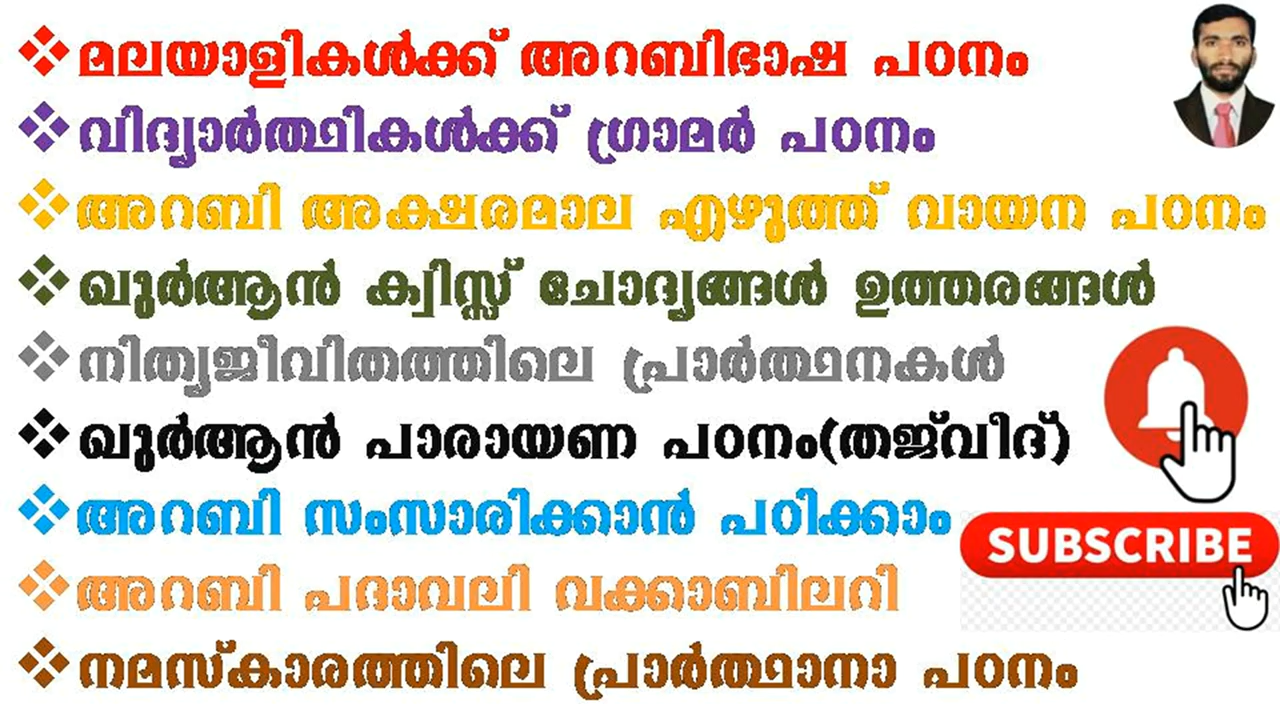 ❖മലയാളികൾക്ക് അറബിഭാഷ പഠനം
❖വിദ്യാർത്ഥികൾക്ക് ഗ്രാമർ പഠനം
❖അറബി അക്ഷരമാല എഴുത്ത് വായന പഠനം
❖ഖുർആൻ ക്വിസ്സ് ചോദ്യങ്ങൾ ഉത്തരങ്ങൾ
❖നിത്യജീവിതത്തിലെ പ്രാർത്ഥനകൾ
❖ഖുർആൻ പാരായണ പഠനം(തജ്‌വീദ്)
❖അറബി സംസാരിക്കാൻ പഠിക്കാം
SUBSCRIBE
❖അറബി പദാവലി വക്കാബിലറി
❖നമസ്കാരത്തിലെ പ്രാർത്ഥാനാ പഠനം